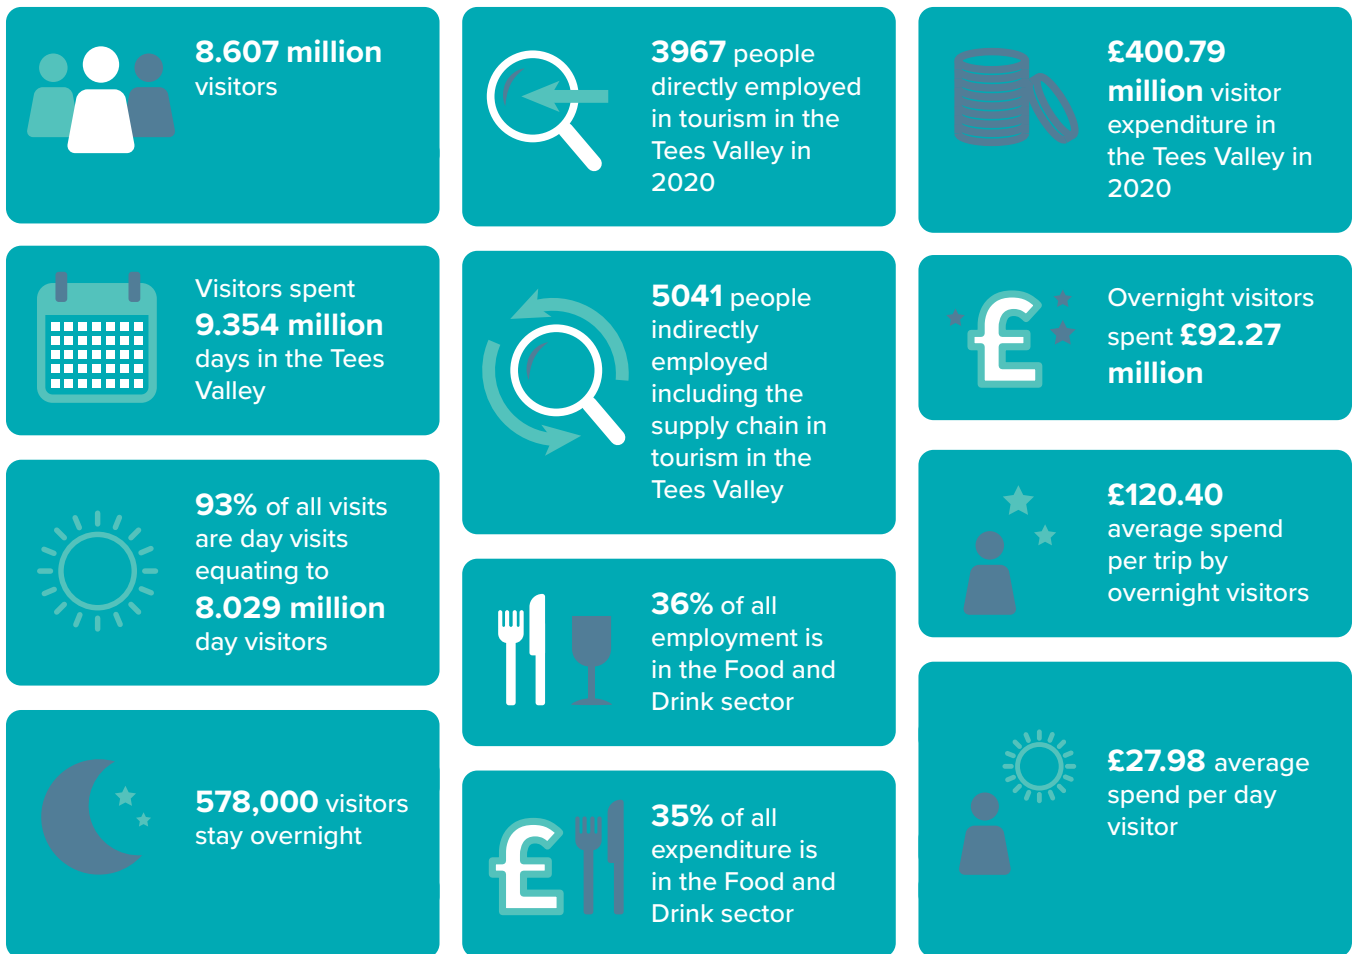 8.607 million
visitors
Visitors spent
9.354 million
days in the Tees
Valley
93% of all visits
are day visits
equating to
8.029 million
day visitors
578,000 visitors
stay overnight
3967 people
directly employed
in tourism in the
Tees Valley in
2020
5041 people
indirectly
employed
including the
supply chain in
tourism in the
Tees Valley
36% of all
employment is
in the Food and
Drink sector
£
35% of all
expenditure is
in the Food and
Drink sector
£400.79
million visitor
expenditure in
the Tees Valley in
2020
£
Overnight visitors
spent £92.27
million
£120.40
average spend
per trip by
overnight visitors
£27.98 average
spend per day
visitor